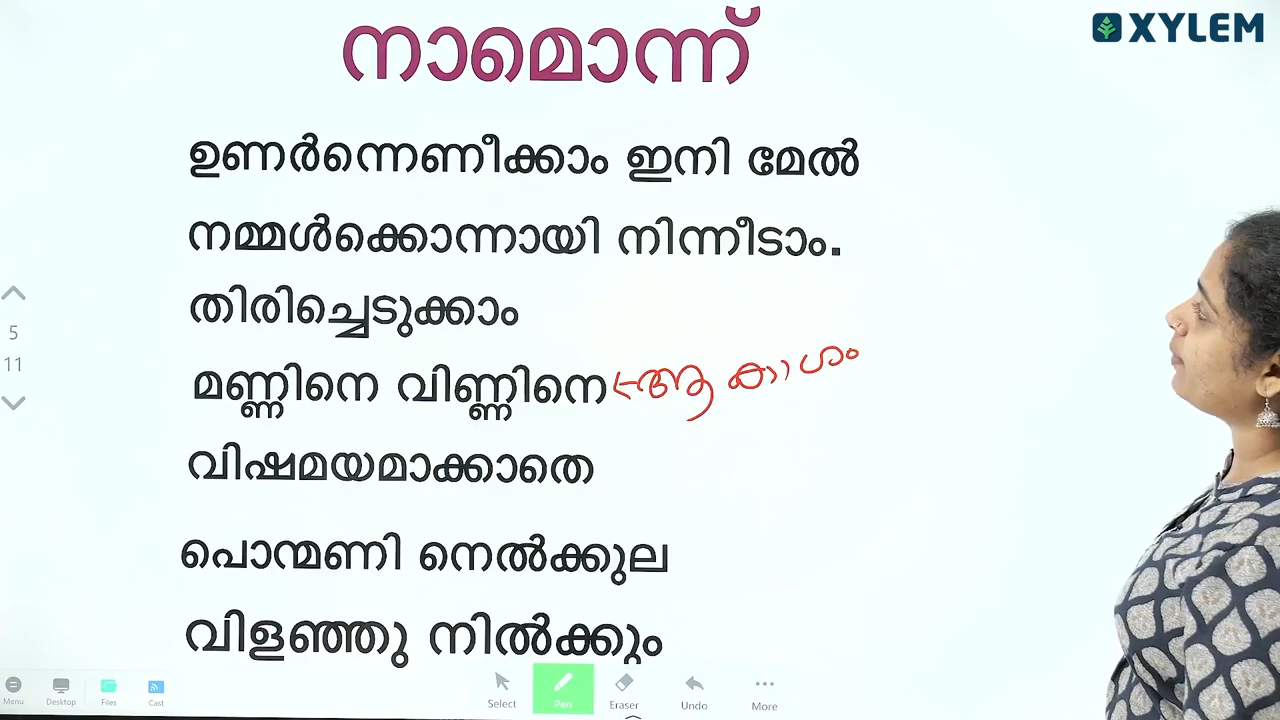 XYLEM
നാമൊന്ന്
ഉണർന്നെണീക്കാം ഇനി മേൽ
നമ്മൾക്കൊന്നായി നിന്നീടാം.
തിരിച്ചെടുക്കാം
മണ്ണിനെ വിണ്ണിനെ ആകാശം
വിഷമയമാക്കാതെ
പൊന്മണി നെൽക്കുല
വിളഞ്ഞു നിൽക്കും
5
11
Menu Desktop Files Cast Select Pen Eraser Undo More